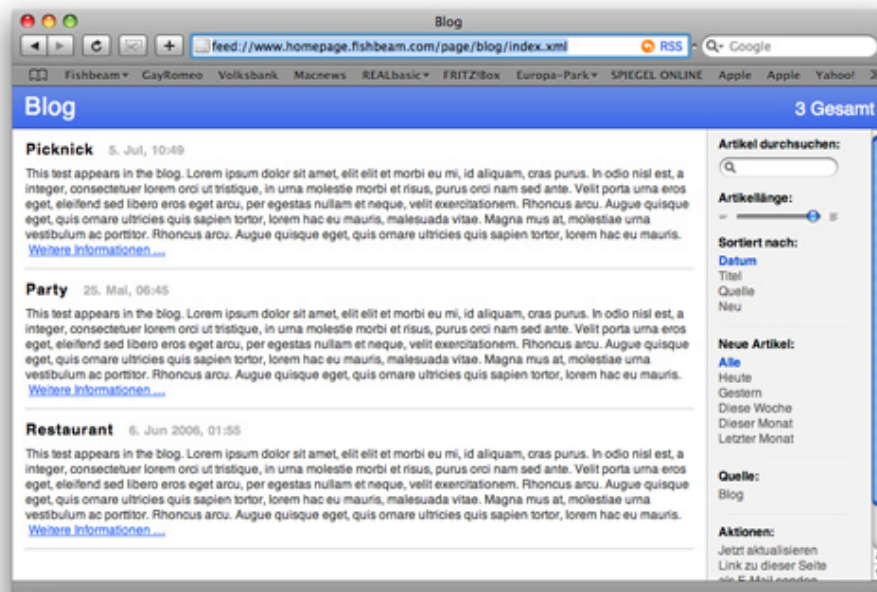 Blog
feed://www.homepage.fishbeam.com/page/blog/index.xml RSS Google
Fishbeam GayRomeo Volksbank Macnews REALbasic FRITZ!Box Europa-Park SPIEGEL ONLINE Apple Apple Yahoo!
Blog
3 Gesamt
Picknick 5. Jul, 10:49
This test appears in the blog. Lorem ipsum dolor sit amet, elit elit et morbi eu mi, id aliquam, cras purus. In odio nisl est, a
integer, consectetuer lorem orci ut tristique, in urna molestie morbi et risus, purus orci nam sed ante. Velit porta urna eros
eget, eleifend sed libero eros eget arcu, per egestas nullam et neque, velit exercitationem. Augue quisque
eget, quis ornare ultricies quis sapien tortor, lorem hac eu mauris, malesuada vitae. Magna mus at, molestiae urna
vestibulum ac porttitor. Rhoncus arcu. Augue quisque eget, quis ornare ultricies quis sapien tortor, lorem hac eu mauris.
Weitere Informationen ...
Party 25. Mai, 06:45
This test appears in the blog. Lorem ipsum dolor sit amet, elit elit et morbi eu mi, id aliquam, cras purus. In odio nisl est, a
integer, consectetuer lorem orci ut tristique, in urna molestie morbi et risus, purus orci nam sed ante. Velit porta urna eros
eget, eleifend sed libero eros eget arcu, per egestas nullam et neque, velit exercitationem. Augue quisque
eget, quis ornare ultricies quis sapien tortor, lorem hac eu mauris, malesuada vitae. Magna mus at, molestiae urna
vestibulum ac porttitor. Rhoncus arcu. Augue quisque eget, quis ornare ultricies quis sapien tortor, lorem hac eu mauris.
Weitere Informationen ...
Restaurant 6. Jun 2006, 01:55
This test appears in the blog. Lorem ipsum dolor sit amet, elit elit et morbi eu mi, id aliquam, cras purus. In odio nisl est, a
integer, consectetuer lorem orci ut tristique, in urna molestie morbi et risus, purus orci nam sed ante. Velit porta urna eros
eget, eleifend sed libero eros eget arcu, per egestas nullam et neque, velit exercitationem. Augue quisque
eget, quis ornare ultricies quis sapien tortor, lorem hac eu mauris, malesuada vitae. Magna mus at, molestiae urna
vestibulum ac porttitor. Rhoncus arcu. Augue quisque eget, quis ornare ultricies quis sapien tortor, lorem hac eu mauris.
Weitere Informationen ...
Artikel durchsuchen:
Artikellänge:
Sortiert nach:
Datum
Titel
Quelle
Neu
Neue Artikel:
Alle
Heute
Gestern
Diese Woche
Dieser Monat
Letzter Monat
Quelle:
Blog
Aktionen:
Jetzt aktualisieren
Link zu dieser Seite
als E-Mail senden